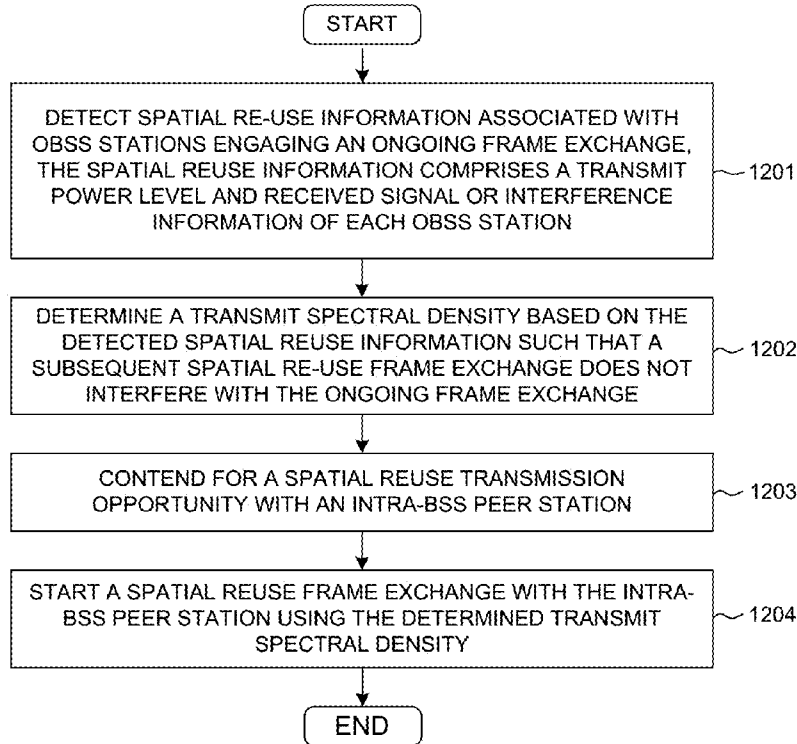 START
DETECT SPATIAL RE-USE INFORMATION ASSOCIATED WITH
OBSS STATIONS ENGAGING AN ONGOING FRAME EXCHANGE,
THE SPATIAL REUSE INFORMATION COMPRISES A TRANSMIT
POWER LEVEL AND RECEIVED SIGNAL OR INTERFERENCE
INFORMATION OF EACH OBSS STATION
1201
DETERMINE A TRANSMIT SPECTRAL DENSITY BASED ON THE
DETECTED SPATIAL REUSE INFORMATION SUCH THAT A
SUBSEQUENT SPATIAL RE-USE FRAME EXCHANGE DOES NOT
INTERFERE WITH THE ONGOING FRAME EXCHANGE
1202
CONTEND FOR A SPATIAL REUSE TRANSMISSION
OPPORTUNITY WITH AN INTRA-BSS PEER STATION
1203
START A SPATIAL REUSE FRAME EXCHANGE WITH THE INTRA-
BSS PEER STATION USING THE DETERMINED TRANSMIT
SPECTRAL DENSITY
1204
END